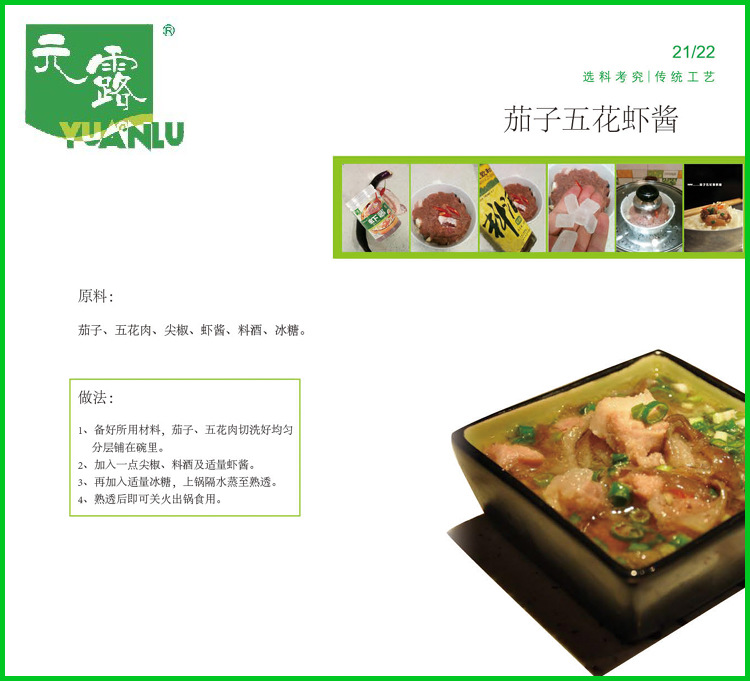 元露
®
YUANLU
21/22
选料考究|传统工艺
茄子五花虾酱
虾酱
料酒
原料：
茄子、五花肉、尖椒、虾酱、料酒、冰糖。
做法：
1、备好所用材料，茄子、五花肉切洗好均匀
分层铺在碗里。
2、加入一点尖椒、料酒及适量虾酱。
3、再加入适量冰糖，上锅隔水蒸至熟透。
4、熟透后即可关火出锅食用。